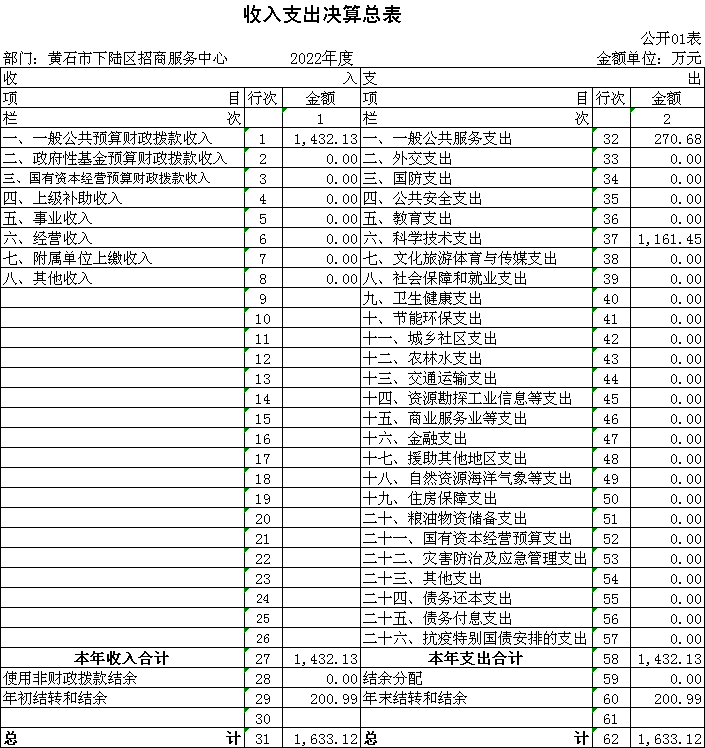 收入支出决算总表
公开01表
部门：黄石市下陆区招商服务中心 2022年度 金额单位：万元
收 入 支 出
项 目 行次 金额 项 目 行次 金额
栏 次 1 栏 次 2
一、一般公共预算财政拨款收入 1 1,432.13 一、一般公共服务支出 32 270.68
二、政府性基金预算财政拨款收入 2 0.00 二、外交支出 33 0.00
三、国有资本经营预算财政拨款收入 3 0.00 三、国防支出 34 0.00
四、上级补助收入 4 0.00 四、公共安全支出 35 0.00
五、事业收入 5 0.00 五、教育支出 36 0.00
六、经营收入 6 0.00 六、科学技术支出 37 1,161.45
七、附属单位上缴收入 7 0.00 七、文化旅游体育与传媒支出 38 0.00
八、其他收入 8 0.00 八、社会保障和就业支出 39 0.00
9 九、卫生健康支出 40 0.00
10 十、节能环保支出 41 0.00
11 十一、城乡社区支出 42 0.00
12 十二、农林水支出 43 0.00
13 十三、交通运输支出 44 0.00
14 十四、资源勘探工业信息等支出 45 0.00
15 十五、商业服务业等支出 46 0.00
16 十六、金融支出 47 0.00
17 十七、援助其他地区支出 48 0.00
18 十八、自然资源海洋气象等支出 49 0.00
19 十九、住房保障支出 50 0.00
20 二十、粮油物资储备支出 51 0.00
21 二十一、国有资本经营预算支出 52 0.00
22 二十二、灾害防治及应急管理支出 53 0.00
23 二十三、其他支出 54 0.00
24 二十四、债务还本支出 55 0.00
25 二十五、债务付息支出 56 0.00
26 二十六、抗疫特别国债安排的支出 57 0.00
本年收入合计 27 1,432.13 本年支出合计 58 1,432.13
使用非财政拨款结余 28 0.00 结余分配 59 0.00
年初结转和结余 29 200.99 年末结转和结余 60 200.99
30 61
总 计 31 1,633.12 总 计 62 1,633.12